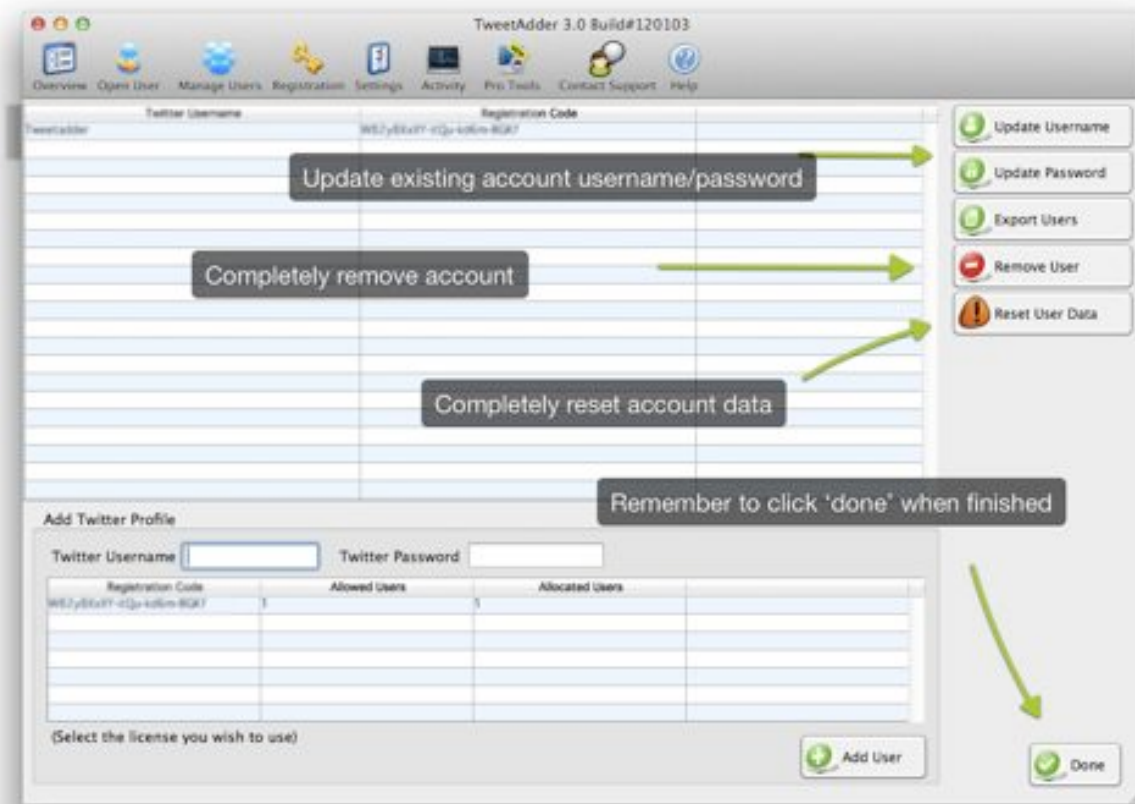 TweetAdder 3.0 Build#120103
Overview Open User Manage Users Registration Settings Activity Pro Tools Contact Support Help
Twitter Username Registration Code
Tweetadder
Update Username
Update existing account username/password
Update Password
Export Users
Completely remove account
Remove User
Reset User Data
Completely reset account data
Remember to click ‘done’ when finished
Add Twitter Profile
Twitter Username Twitter Password
Registration Code Allowed Users Allocated Users
1
(Select the license you wish to use)
Add User
Done